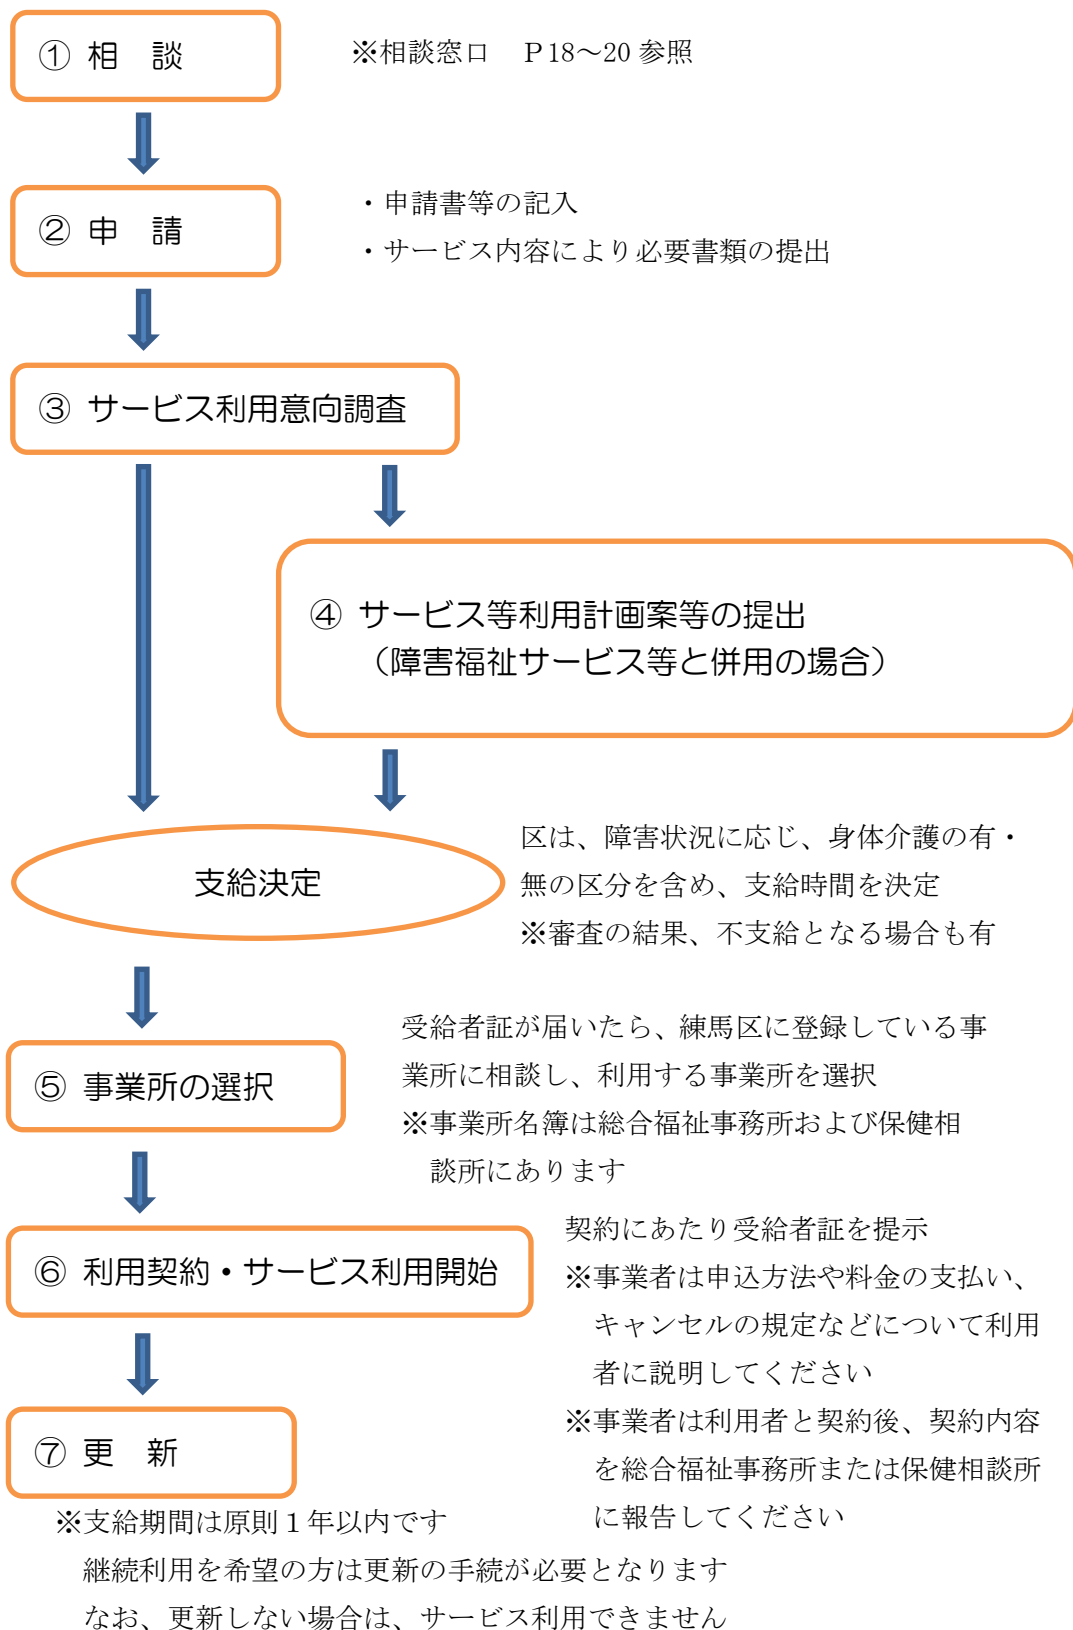 ① 相　談
※相談窓口　Ｐ18～20 参照
② 申　請
・申請書等の記入
・サービス内容により必要書類の提出
③ サービス利用意向調査
④ サービス等利用計画案等の提出
（障害福祉サービス等と併用の場合）
支給決定
区は、障害状況に応じ、身体介護の有・
無の区分を含め、支給時間を決定
※審査の結果、不支給となる場合も有
⑤ 事業所の選択
受給者証が届いたら、練馬区に登録している事
業所に相談し、利用する事業所を選択
※事業所名簿は総合福祉事務所および保健相
談所にあります
⑥ 利用契約・サービス利用開始
契約にあたり受給者証を提示
※事業者は申込方法や料金の支払い、
キャンセルの規定などについて利用
者に説明してください
※事業者は利用者と契約後、契約内容
を総合福祉事務所または保健相談所
に報告してください
⑦ 更　新
※支給期間は原則１年以内です
継続利用を希望の方は更新の手続が必要となります
なお、更新しない場合は、サービス利用できません